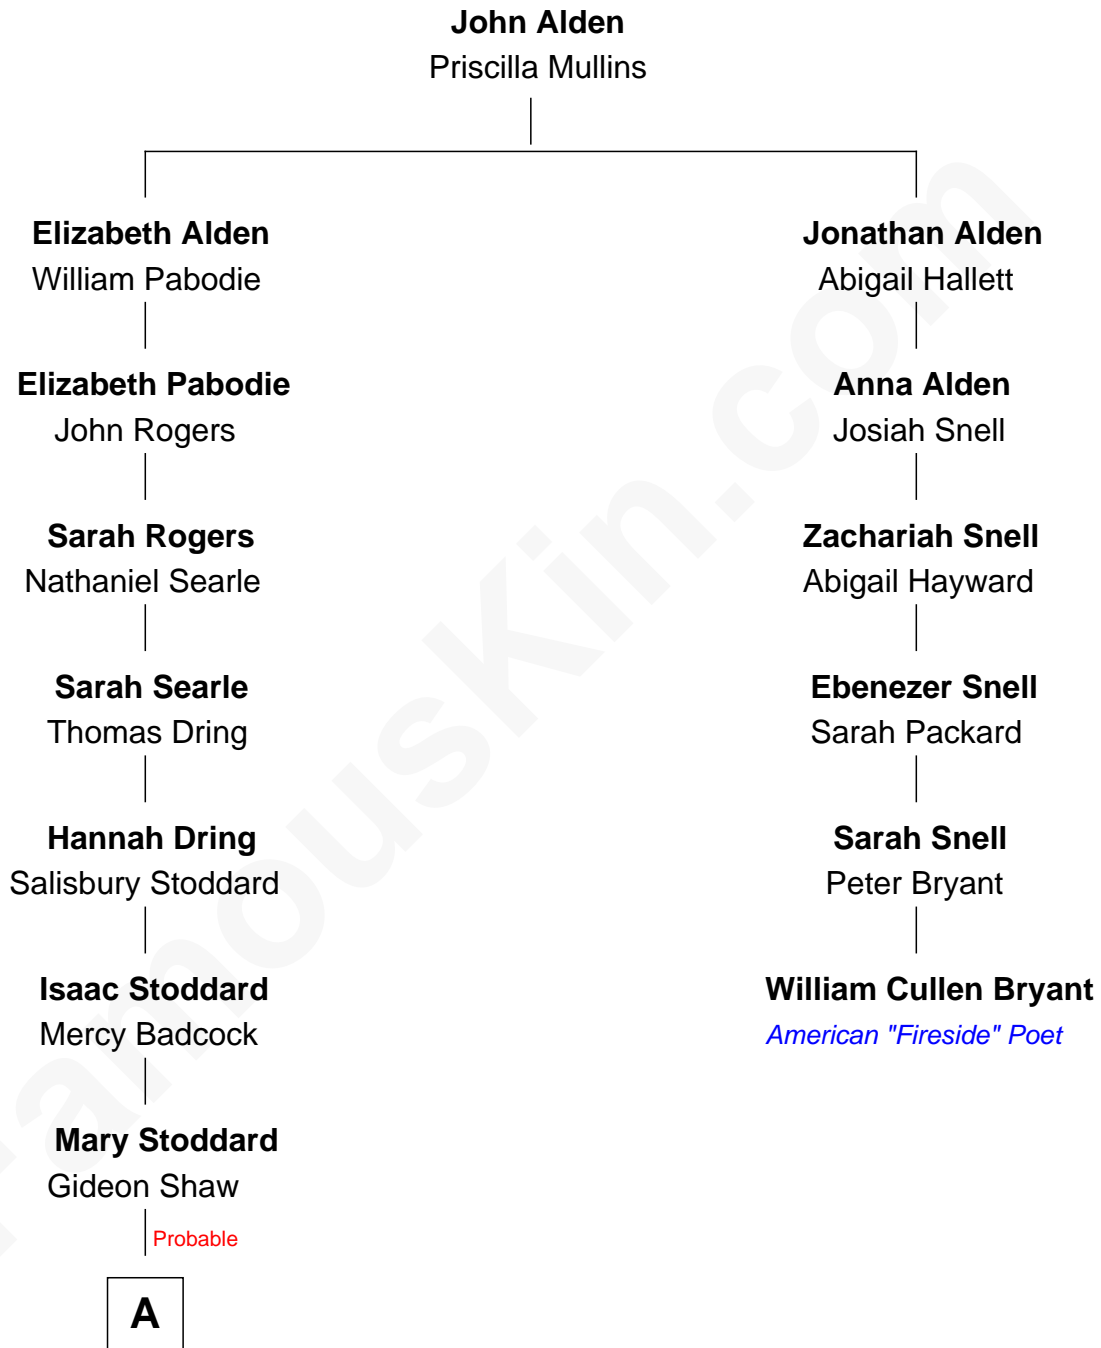 John Alden
Priscilla Mullins
Elizabeth Alden
William Pabodie
Elizabeth Pabodie
John Rogers
Sarah Rogers
Nathaniel Searle
Sarah Searle
Thomas Dring
Hannah Dring
Salisbury Stoddard
Isaac Stoddard
Mercy Badcock
Mary Stoddard
Gideon Shaw
Probable
A
Jonathan Alden
Abigail Hallett
Anna Alden
Josiah Snell
Zachariah Snell
Abigail Hayward
Ebenezer Snell
Sarah Packard
Sarah Snell
Peter Bryant
William Cullen Bryant
American "Fireside" Poet
FamousKin.com